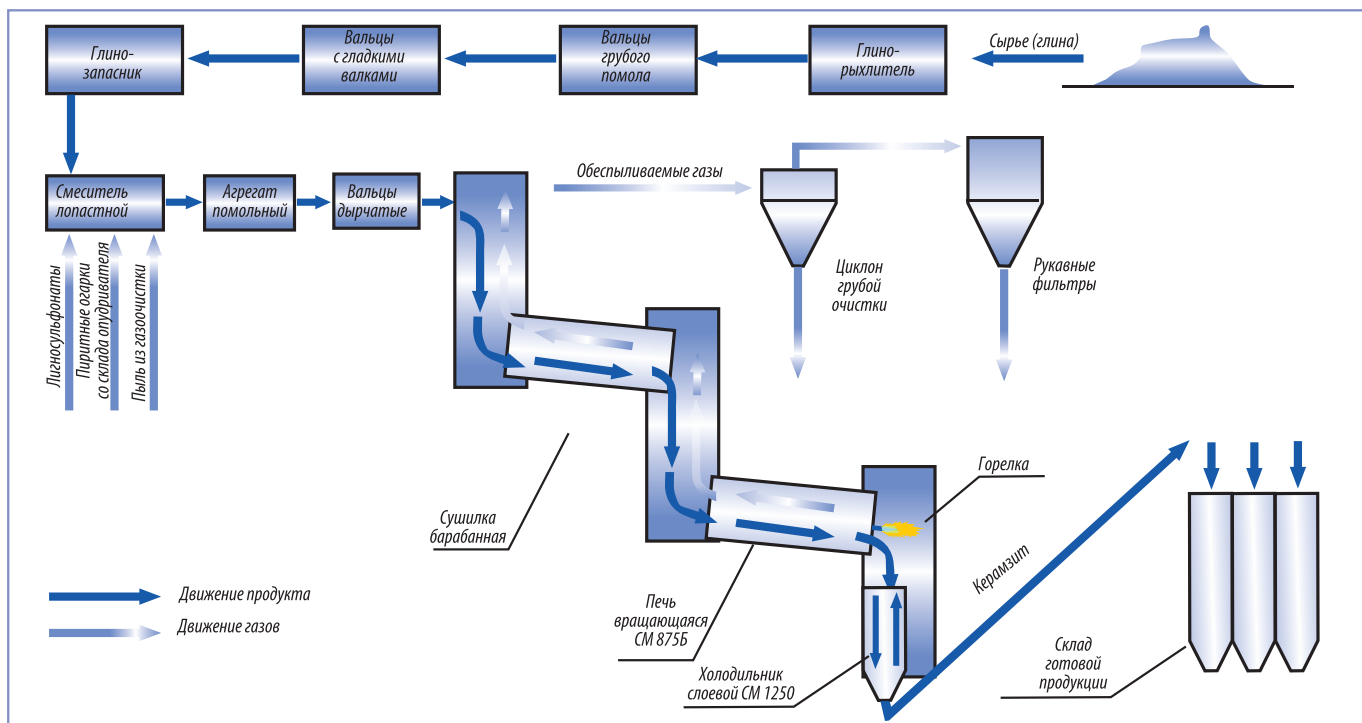 Глино-
запасник
Вальцы
с гладкими
валками
Вальцы
грубого
помола
Глино-
рыхлитель
Сырье (глина)
Смеситель
лопастной
Агрегат
помольный
Вальцы
дырчатые
Обеспыливаемые газы
Лигносульфонаты
Пиритные огарки
со склада опудривателя
Пыль из газоочистки
Циклон
грубой
очистки
Рукавные
фильтры
Сушилка
барабанная
Горелка
Керамзит
Движение продукта
Движение газов
Печь
вращающаяся
СМ 875Б
Холодильник
слоевой СМ 1250
Склад
готовой
продукции